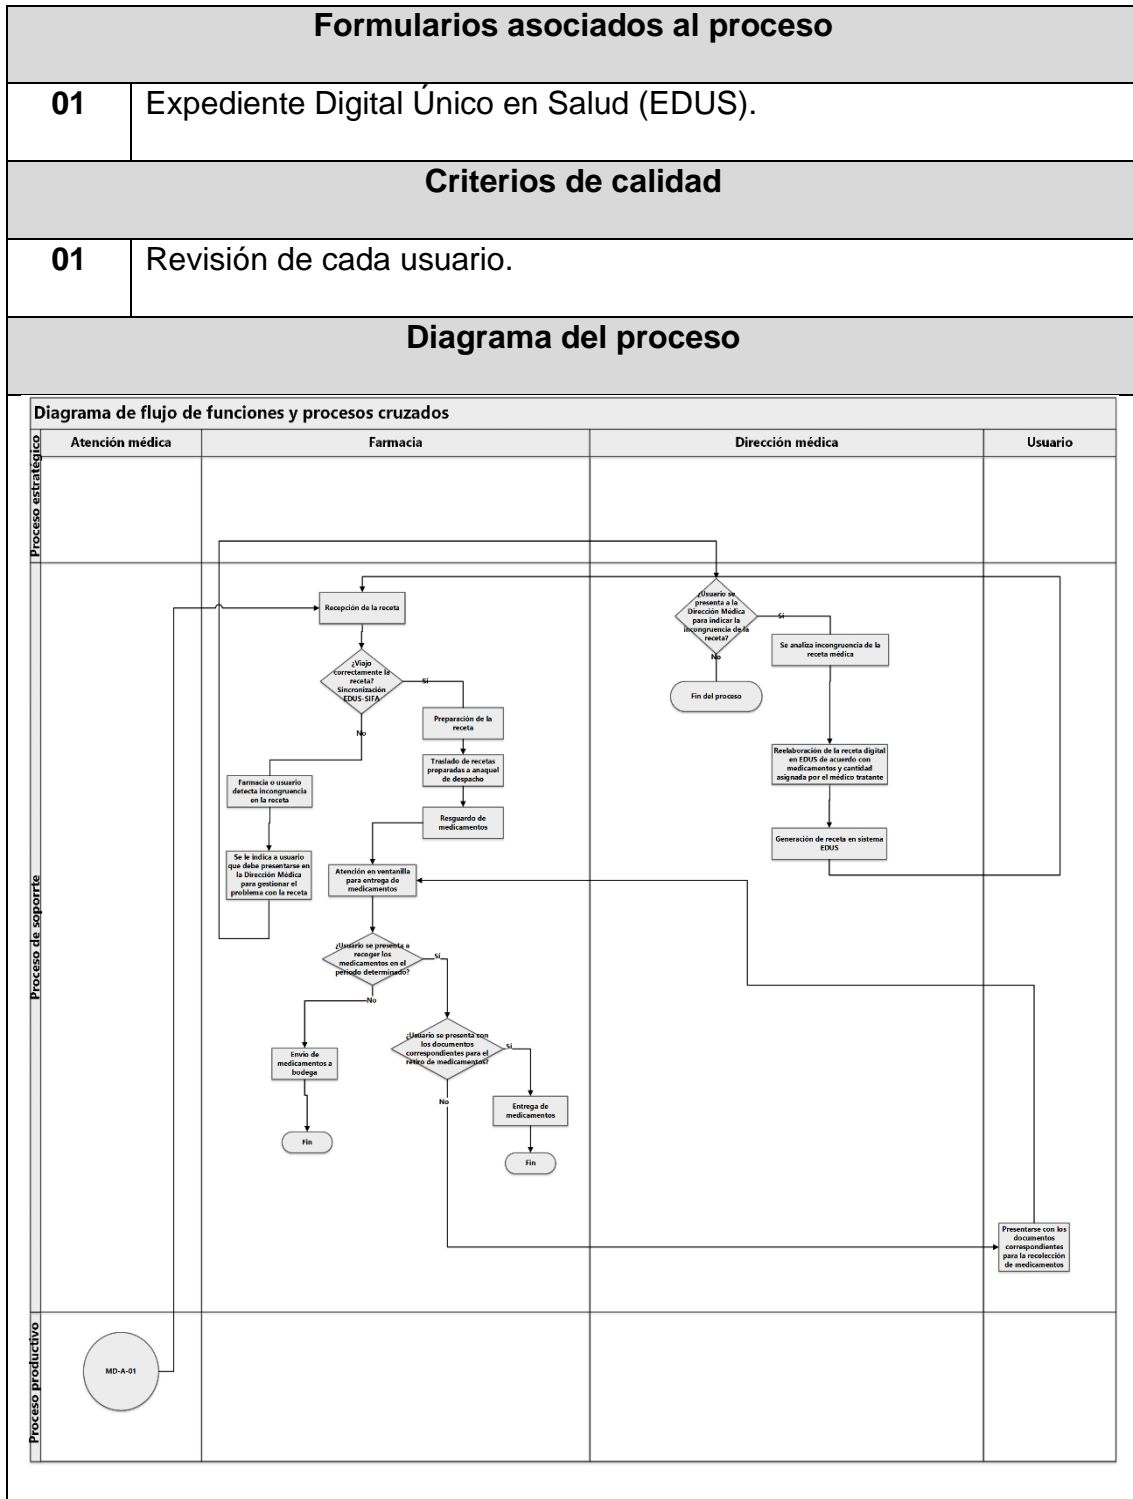 Formularios asociados al proceso
01
Expediente Digital Único en Salud (EDUS).
Criterios de calidad
01
Revisión de cada usuario.
Diagrama del proceso
Diagrama de flujo de funciones y procesos cruzados
Atención médica
Farmacia
Dirección médica
Usuario
Proceso estratégico
Proceso de soporrte
Proceso productivo
Recepción de la receta
¿Viajo
correctamente la
receta?
Sincronización
EDUS-SIFA
Sí
No
Preparación de la
receta
Traslado de recetas
preparadas a anaquel
de despacho
Resguardo de
medicamentos
Farmacia o usuario
detecta incongruencia
en la receta
Se le indica a usuario
que debe presentarse en
la Dirección Médica
para gestionar el
problema con la receta
Atención en ventanilla
para entrega de
medicamentos
¿Usuario se presenta a
recoger los
medicamentos en el
periodo determinado?
Sí
No
Envío de
medicamentos a
bodega
Fin
¿Usuario se presenta con
los documentos
correspondientes para el
retiro de medicamentos?
Sí
No
Entrega de
medicamentos
Fin
¿Usuario se
presenta a la
Dirección Médica
para indicar la
incongruencia de la
receta?
Sí
No
Fin del proceso
Se analiza incongruencia de la
receta médica
Reelaboración de la receta digital
en EDUS de acuerdo con
medicamentos y cantidad
asignada por el médico tratante
Generación de receta en sistema
EDUS
Presentarse con los
documentos
correspondientes
para la recolección
de medicamentos
MD-A-01